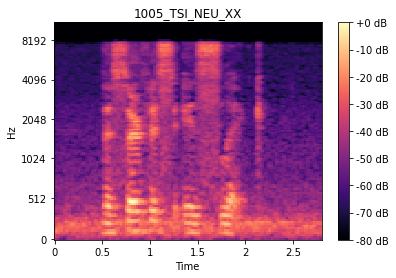 1005_TSI_NEU_XX
+0 dB
8192
-10 dB
4096
-20 dB
-30 dB
2048
-40 dB
Hz
1024
-50 dB
512
-60 dB
-70 dB
0
-80 dB
0 0.5 1 1.5 2 2.5
Time